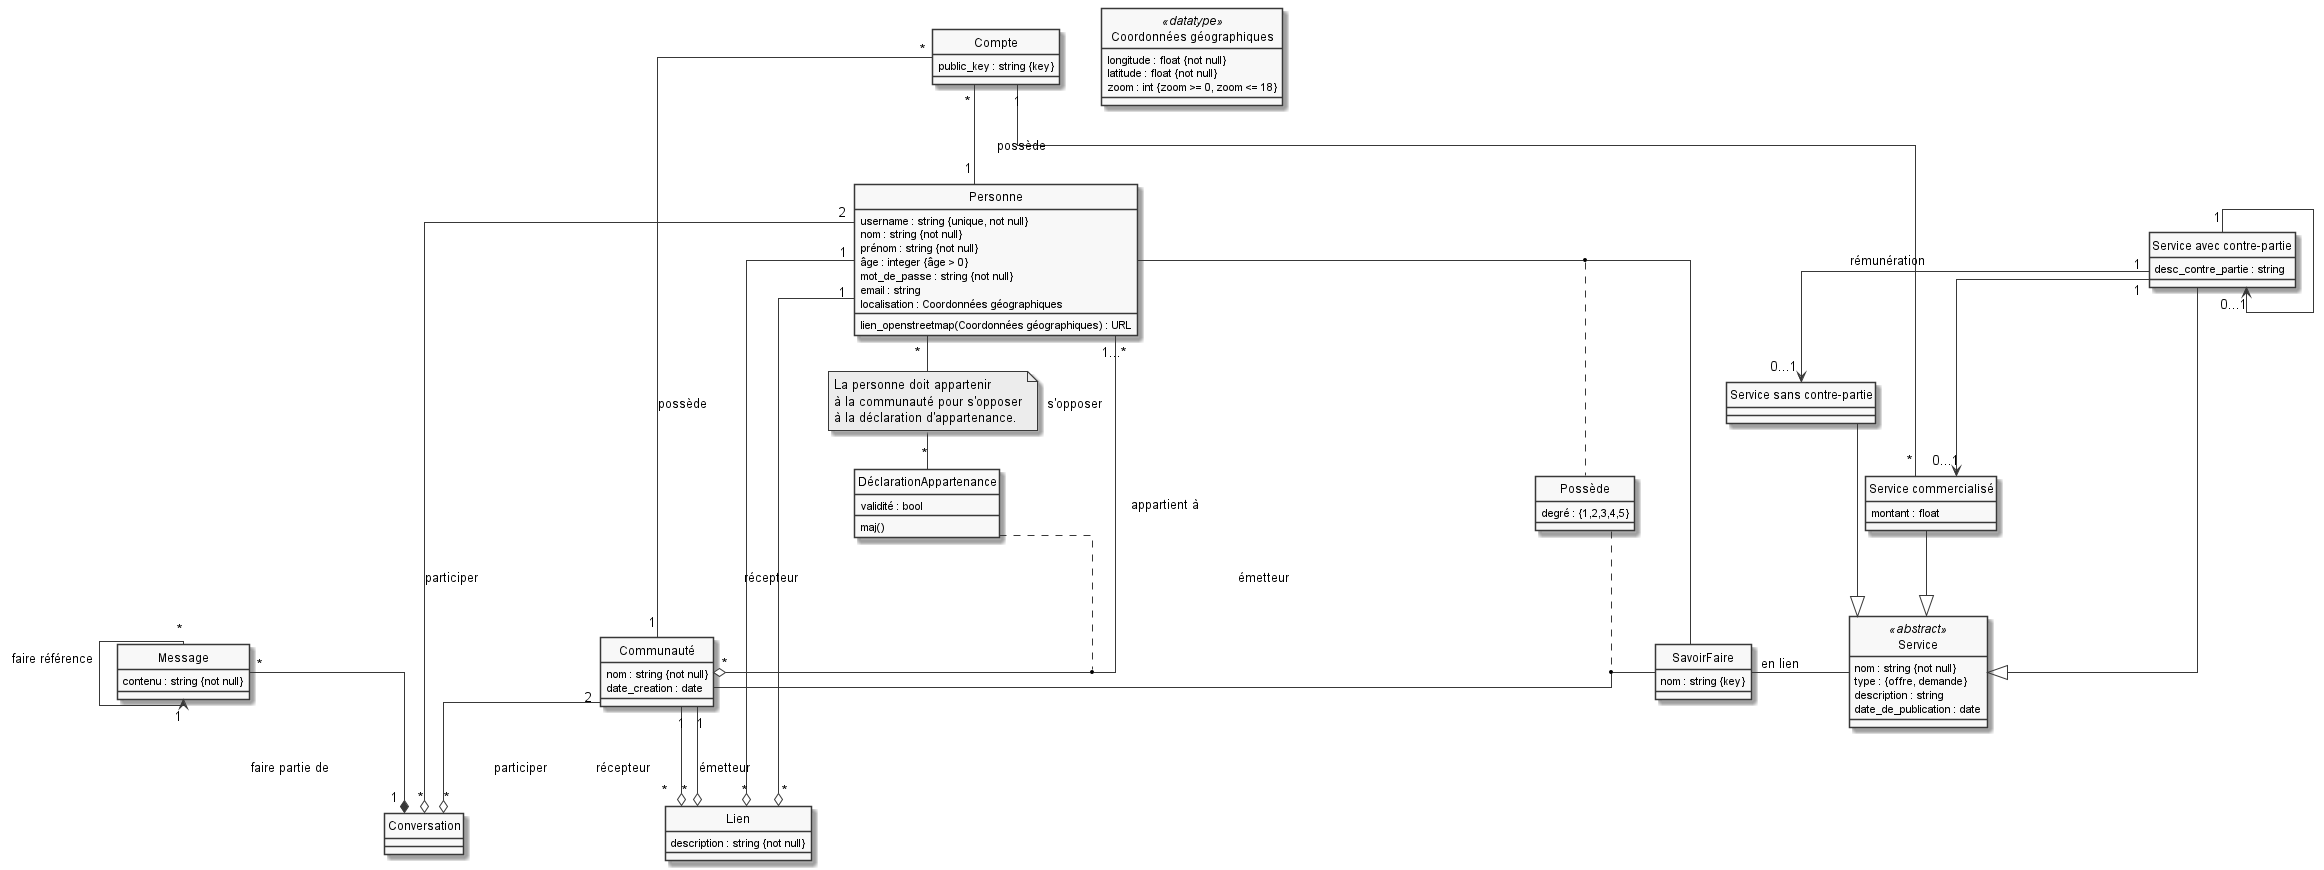 «datatype»
Coordonnées géographiques
longitude : float {not null}
latitude : float {not null}
zoom : int {zoom >= 0, zoom <= 18}
Compte
public_key : string {key}
*
*
1
possède
1
Personne
username : string {unique, not null}
nom : string {not null}
prénom : string {not null}
âge : integer {âge > 0}
mot_de_passe : string {not null}
email : string
localisation : Coordonnées géographiques
lien_openstreetmap(Coordonnées géographiques) : URL
2
1
1
*
1...*
1
Service avec contre-partie
desc_contre_partie : string
rémunération
1
1
0...1
0...1
Service sans contre-partie
La personne doit appartenir
à la communauté pour s'opposer
à la déclaration d'appartenance.
s'opposer
possède
*
*
0...1
DéclarationAppartenance
validité : bool
maj()
appartient à
Possède
degré : {1,2,3,4,5}
Service commercialisé
montant : float
participer
récepteur
émetteur
*
faire référence
Message
contenu : string {not null}
*
1
1
Communauté
nom : string {not null}
date_creation : date
*
2
1
1
SavoirFaire
nom : string {key}
en lien
«abstract»
Service
nom : string {not null}
type : {offre, demande}
description : string
date_de_publication : date
faire partie de
participer
récepteur
émetteur
1
*
*
*
*
*
*
Conversation
Lien
description : string {not null}